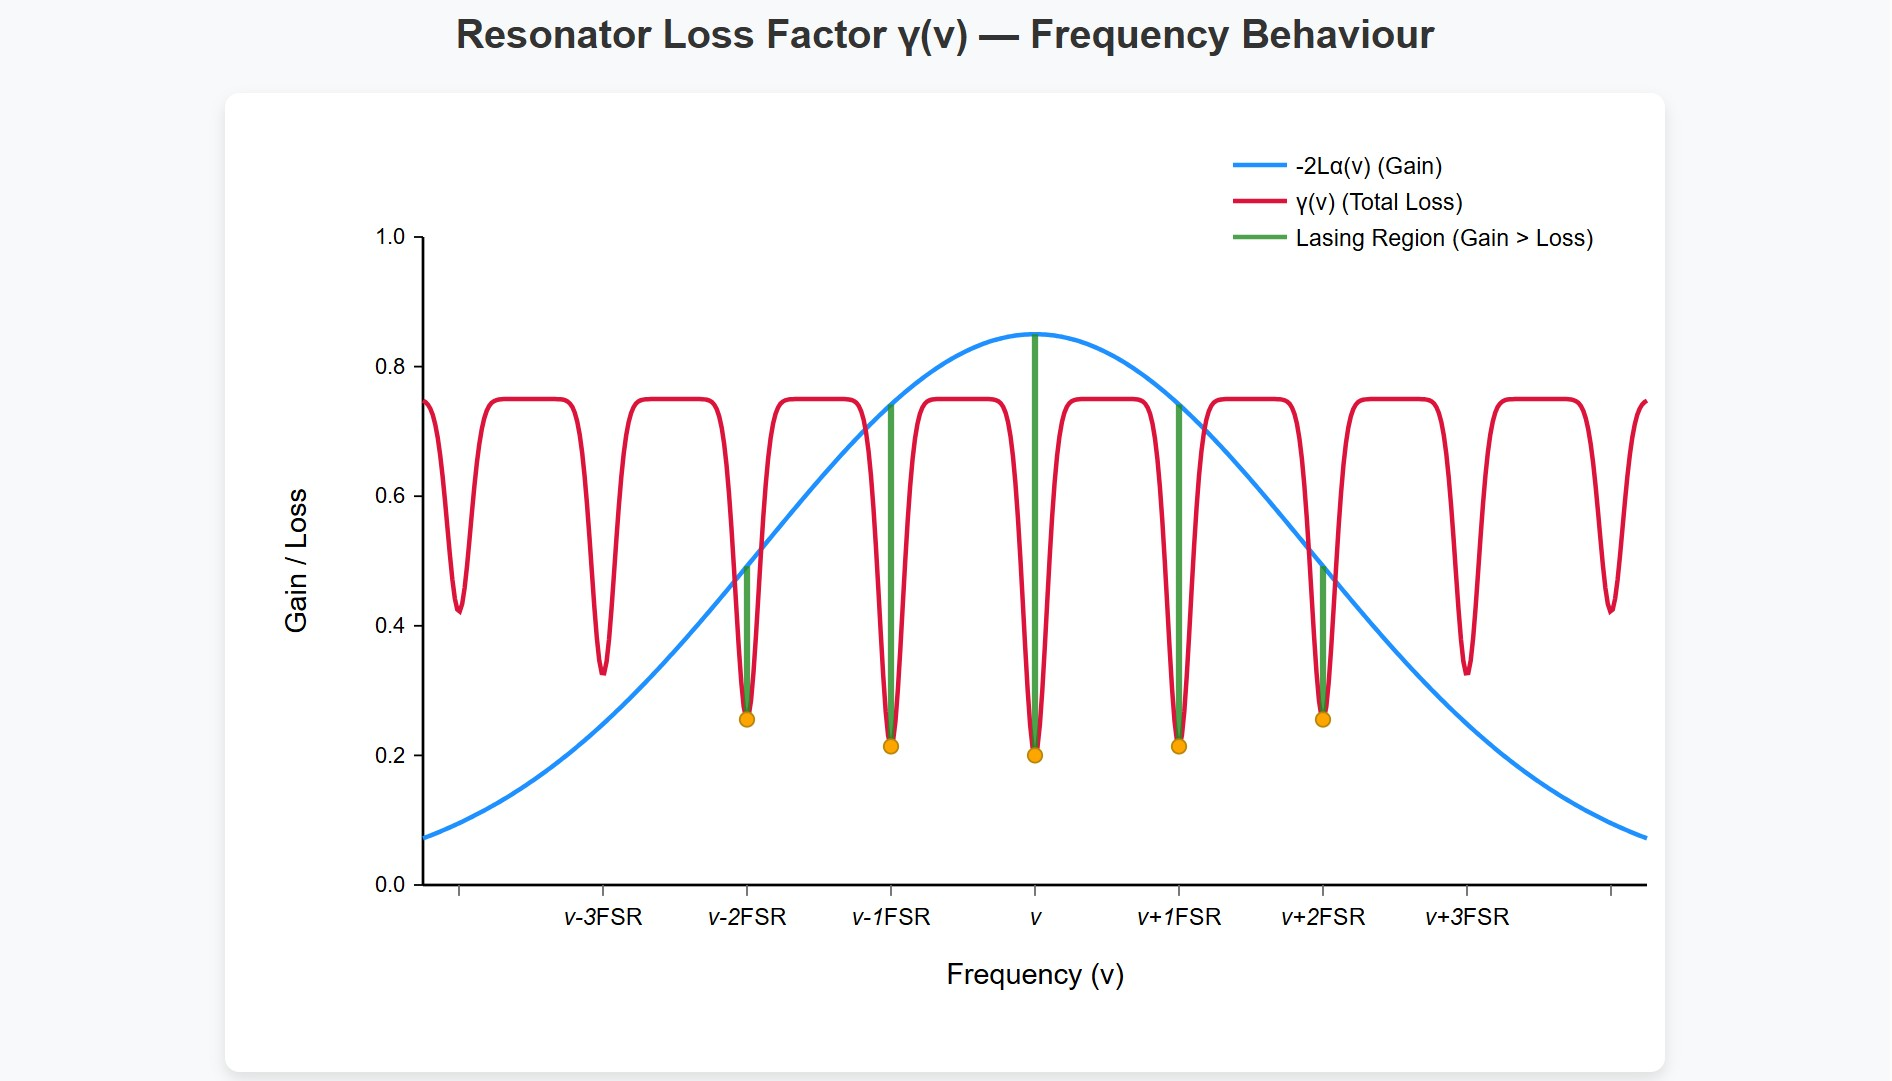 Resonator Loss Factor γ(v) — Frequency Behaviour
-2Lα(v) (Gain)
γ(v) (Total Loss)
Lasing Region (Gain > Loss)
1.0
0.8
0.6
0.4
0.2
0.0
Gain / Loss
v-3FSR
v-2FSR
v-1FSR
v
v+1FSR
v+2FSR
v+3FSR
Frequency (v)